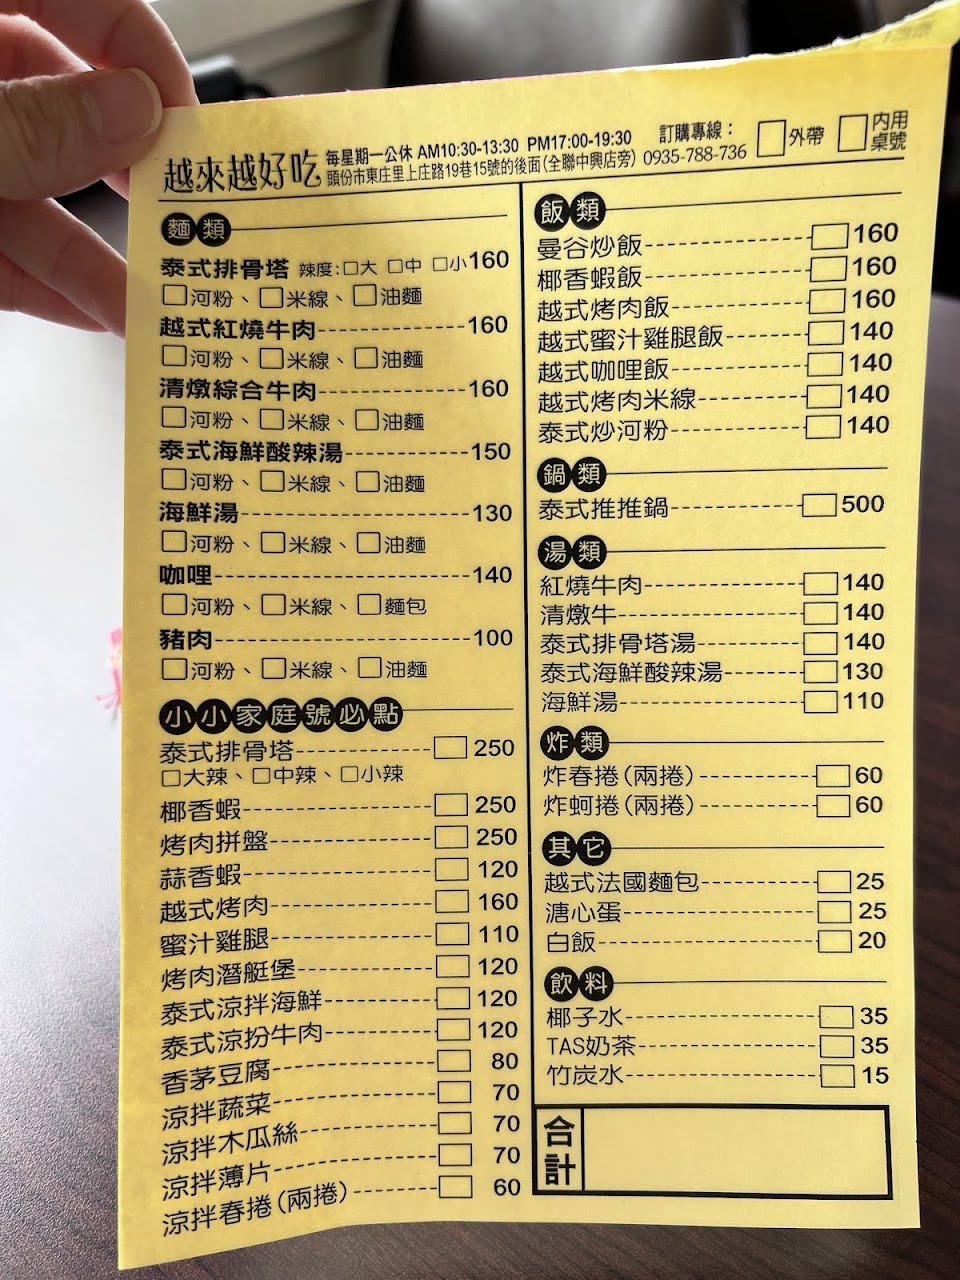 越來越好吃
每星期一公休 AM10:30-13:30 PM17:00-19:30
頭份市東庄里上庄路19巷15號的後面(全聯中興店旁)
訂購專線：
0935-788-736
□外帶 □内用桌號
麵類
泰式排骨塔 辣度:□大 □中 □小160
□河粉、□米線、□油麵
越式紅燒牛肉 160
□河粉、□米線、□油麵
清燉綜合牛肉 160
□河粉、□米線、□油麵
泰式海鮮酸辣湯 150
□河粉、□米線、□油麵
海鮮湯 130
□河粉、□米線、□油麵
咖哩 140
□河粉、□米線、□麵包
豬肉 100
□河粉、□米線、□油麵
小小家庭號必點
泰式排骨塔 □ 250
□大辣、□中辣、□小辣
椰香蝦 □ 250
烤肉拼盤 □ 250
蒜香蝦 □ 120
越式烤肉 □ 160
蜜汁雞腿 □ 110
烤肉潛艇堡 □ 120
泰式涼拌海鮮 □ 120
泰式涼扮牛肉 □ 120
香茅豆腐 □ 80
涼拌蔬菜 □ 70
涼拌木瓜絲 □ 70
涼拌薄片 □ 70
涼拌春捲(兩捲) □ 60
飯類
曼谷炒飯 □160
椰香蝦飯 □160
越式烤肉飯 □160
越式蜜汁雞腿飯 □140
越式咖哩飯 □140
越式烤肉米線 □140
泰式炒河粉 □140
鍋類
泰式推推鍋 □500
湯類
紅燒牛肉 □140
清燉牛 □140
泰式排骨塔湯 □140
泰式海鮮酸辣湯 □130
海鮮湯 □110
炸類
炸春捲(兩捲) □60
炸蚵捲(兩捲) □60
其它
越式法國麵包 □25
溏心蛋 □25
白飯 □20
飲料
椰子水 □35
TAS奶茶 □35
竹炭水 □15
合計